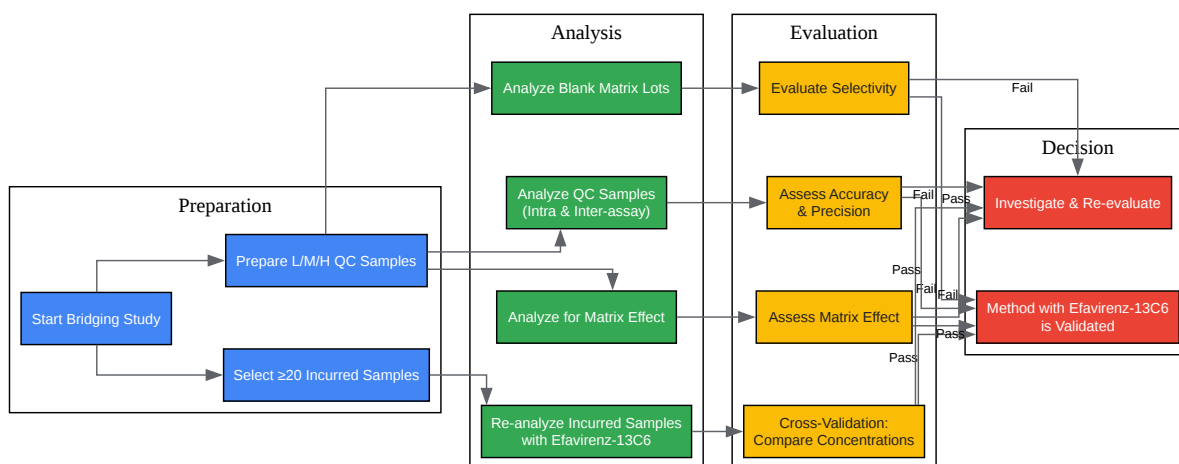 Analysis
Evaluation
Analyze Blank Matrix Lots
Evaluate Selectivity
Fail
Decision
Preparation
Analyze QC Samples
(Intra & Inter-assay)
Assess Accuracy
& Precision
Fail
Pass
Investigate & Re-evaluate
Prepare L/M/H QC Samples
Pass
Fail
Fail
Start Bridging Study
Analyze for Matrix Effect
Assess Matrix Effect
Method with Efavirenz-13C6
is Validated
Pass
Pass
Select ≥20 Incurred Samples
Re-analyze Incurred Samples
with Efavirenz-13C6
Cross-Validation:
Compare Concentrations